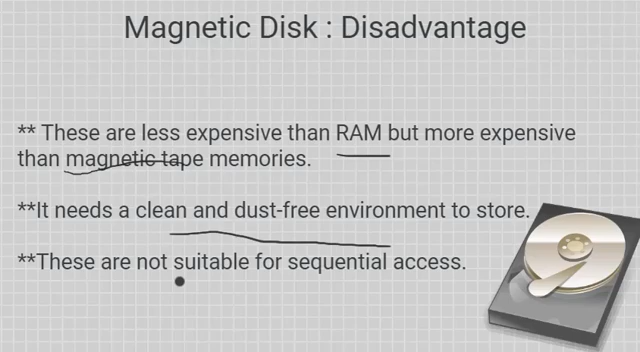 Magnetic Disk : Disadvantage
** These are less expensive than RAM but more expensive
than magnetic tape memories.
**It needs a clean and dust-free environment to store.
**These are not suitable for sequential access.